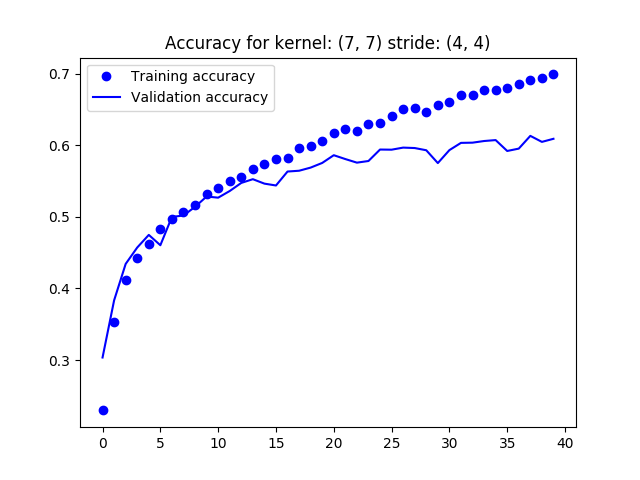 Accuracy for kernel: (7, 7) stride: (4, 4)
Training accuracy
Validation accuracy
0.7
0.6
0.5
0.4
0.3
0 5 10 15 20 25 30 35 40